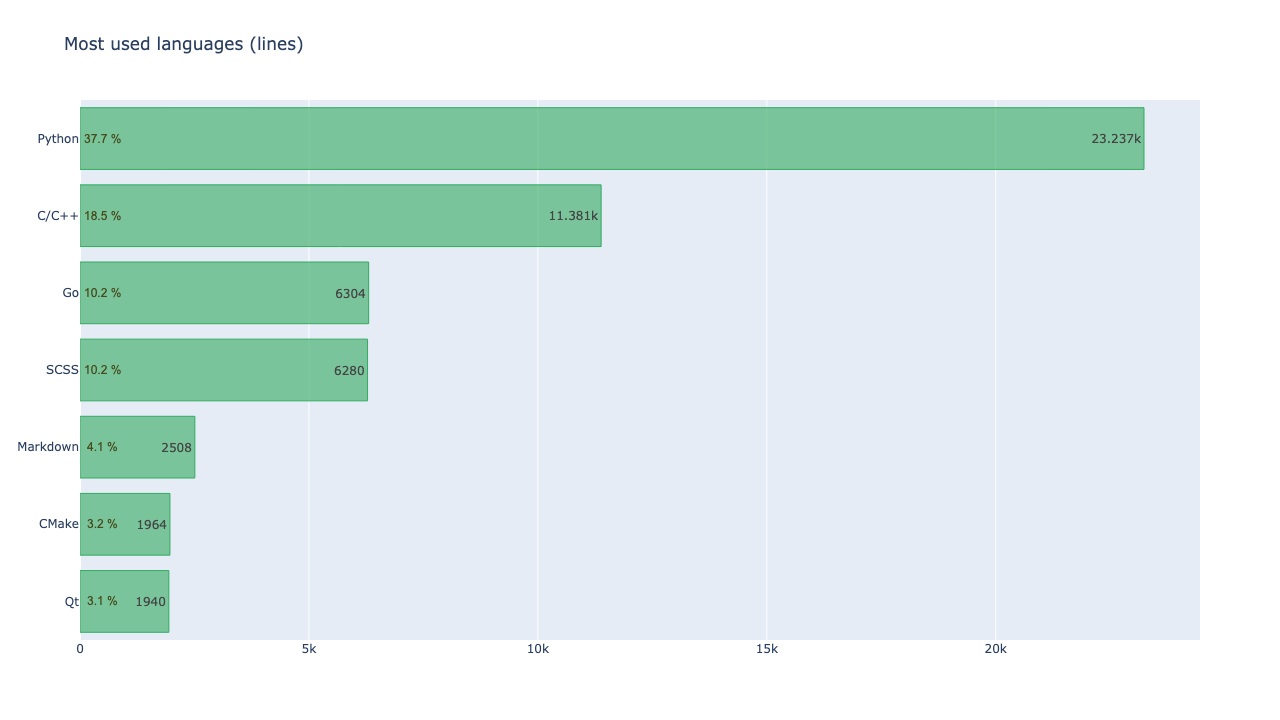 Most used languages (lines)
Python 37.7 % 23.237k
C/C++ 18.5 % 11.381k
Go 10.2 % 6304
SCSS 10.2 % 6280
Markdown 4.1 % 2508
CMake 3.2 % 1964
Qt 3.1 % 1940
0 5k 10k 15k 20k